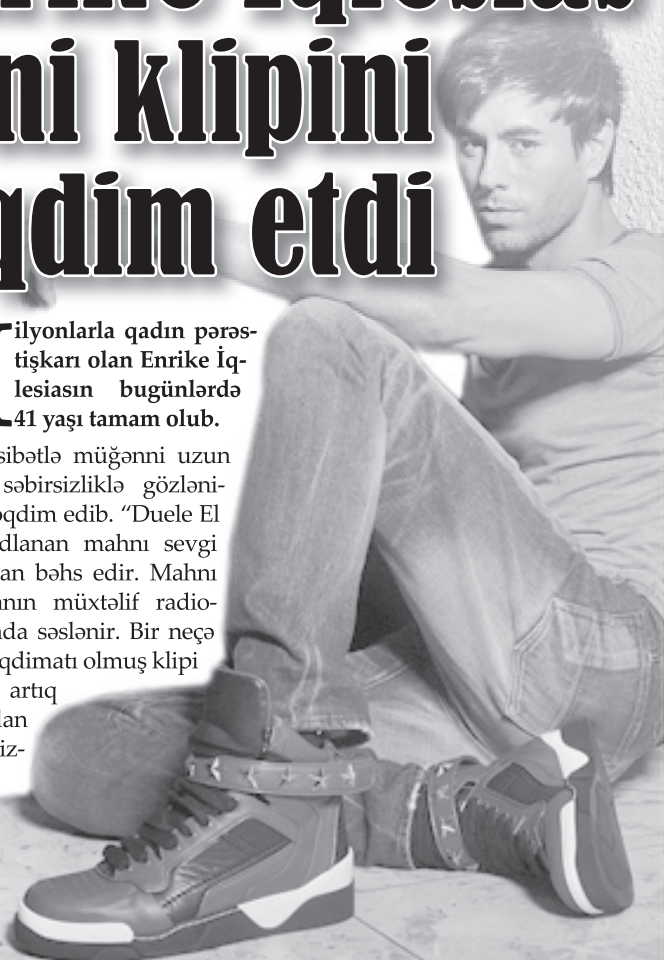 ni klipini
qdim etdi
ilyonlarla qadın pərəs-
tişkarı olan Enrike İq-
lesiasın bugünlərdə
41 yaşı tamam olub.
sibətlə müğənni uzun
səbirsizliklə gözləni-
qdim edib. “Duele El
dlanan mahnı sevgi
an bəhs edir. Mahnı
nın müxtəlif radio-
nda səslənir. Bir neçə
qdimatı olmuş klipi
artıq
lan
iz-